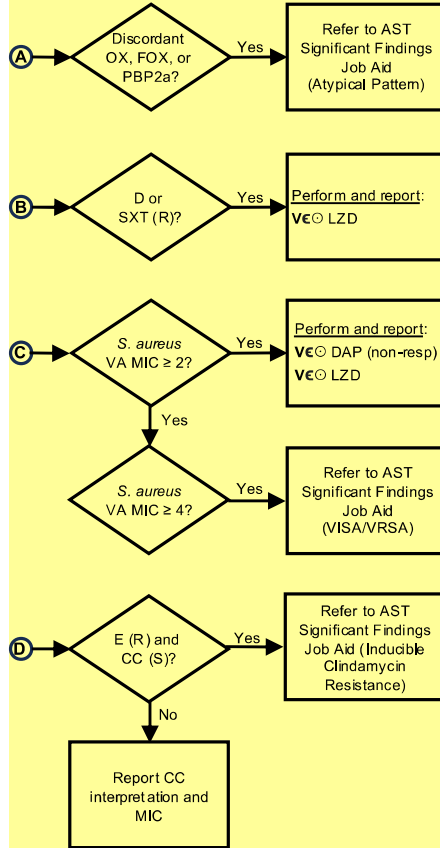 A
Discordant
OX, FOX, or
PBP2a?
Yes
Refer to AST
Significant Findings
Job Aid
(Atypical Pattern)
B
D or
SXT (R)?
Yes
Perform and report:
Vє⊙ LZD
C
S. aureus
VA MIC ≥ 2?
Yes
Perform and report:
Vє⊙ DAP (non-resp)
Vє⊙ LZD
Yes
S. aureus
VA MIC ≥ 4?
Yes
Refer to AST
Significant Findings
Job Aid
(VISA/VRSA)
D
E (R) and
CC (S)?
Yes
Refer to AST
Significant Findings
Job Aid (Inducible
Clindamycin
Resistance)
No
Report CC
interpretation and
MIC